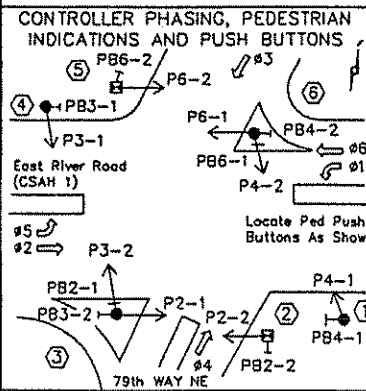 CONTROLLER PHASING, PEDESTRIAN
INDICATIONS AND PUSH BUTTONS
PB6-2
5
P6-2
ø3
6
4
PB3-1
P6-1
PB4-2
P3-1
PB6-1
P4-2
ø6
ø1
East River Road
(CSAH 1)
Locate Ped Push
Buttons As Show
ø5
ø2
P3-2
P4-1
PB2-1
P2-1
P2-2
2
1
PB3-2
PB4-1
3
ø4
PB2-2
79th WAY NE